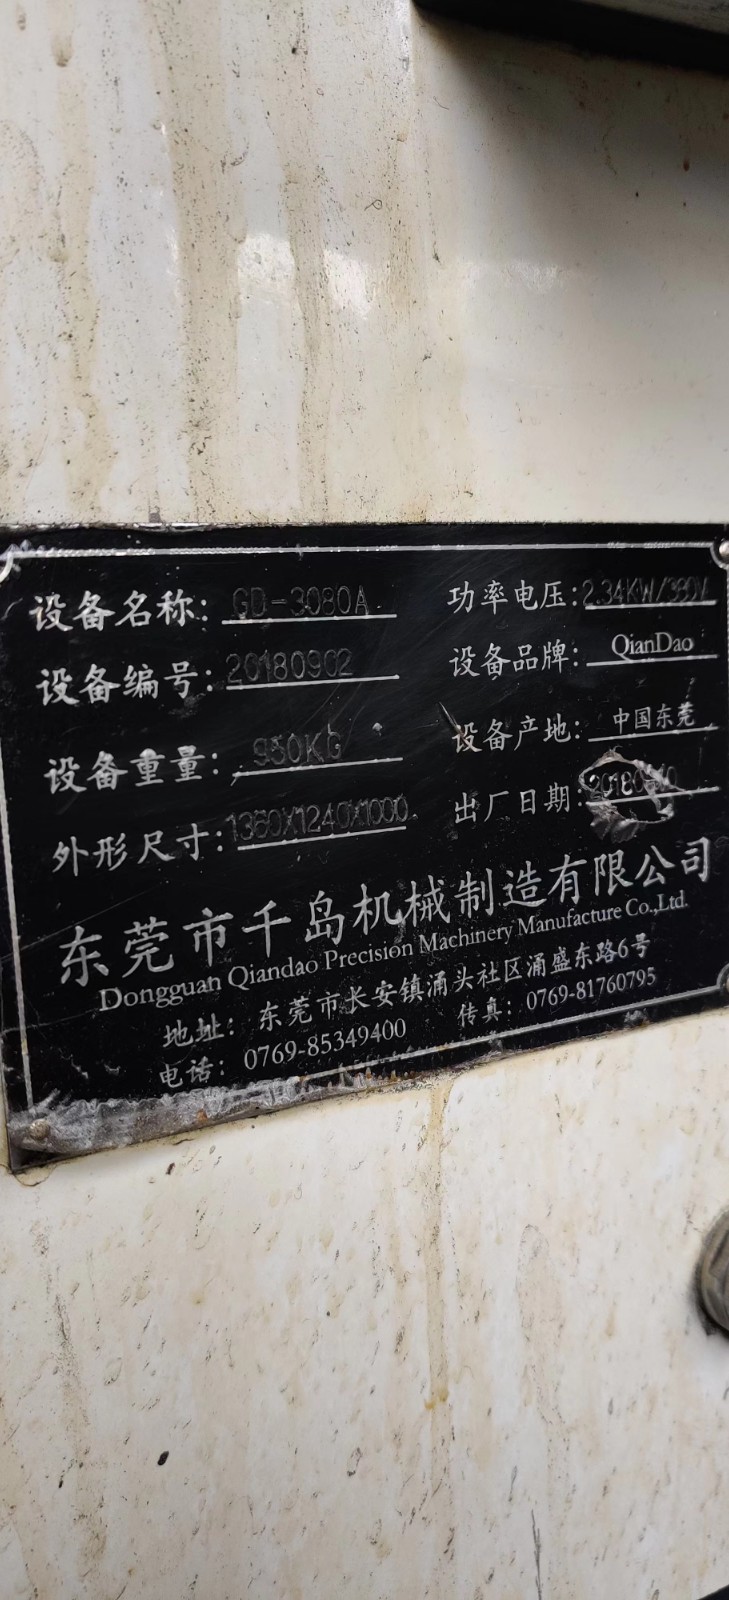 设备名称: GD-3080A 功率电压: 2.34KW/380V
设备编号: 20180902 设备品牌: QianDao
设备重量: 950KG 设备产地: 中国东莞
外形尺寸: 1360X1240X1000 出厂日期:
东莞市千岛机械制造有限公司
Dongguan Qiandao Precision Machinery Manufacture Co.,Ltd.
地址: 东莞市长安镇涌头社区涌盛东路6号
电话: 0769-85349400 传真: 0769-81760795